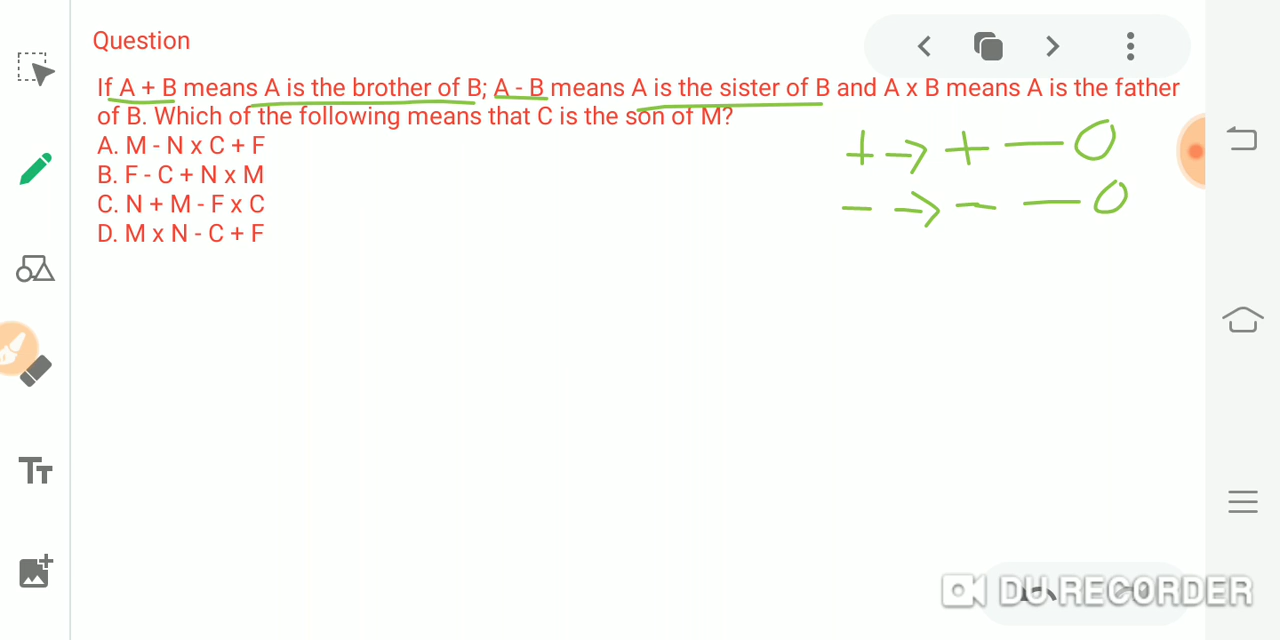 Question
If A + B means A is the brother of B; A - B means A is the sister of B and A x B means A is the father
of B. Which of the following means that C is the son of M?
A. M - N x C + F
B. F - C + N x M
C. N + M - F x C
D. M x N - C + F
+ → + — O
- → - — O
Tт
DU RECORDER